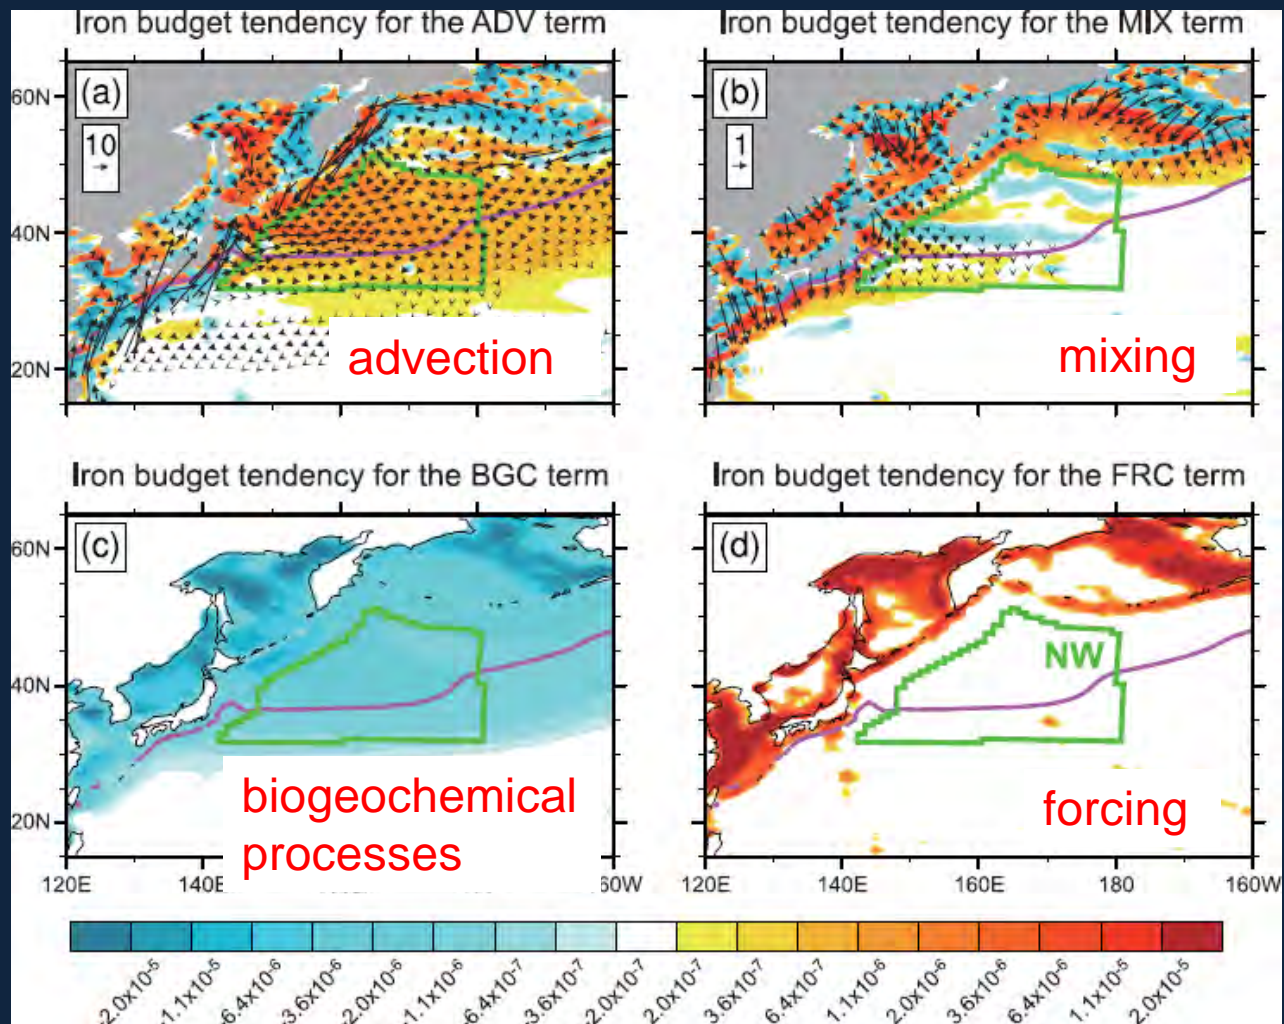 Iron budget tendency for the ADV term
Iron budget tendency for the MIX term
(a)
10
60N
40N
20N
advection
(b)
1
mixing
Iron budget tendency for the BGC term
Iron budget tendency for the FRC term
(c)
60N
40N
20N
biogeochemical
processes
(d)
NW
forcing
120E 140E 60W
120E 140E 160E 180 160W
-2.0x10-5 -1.1x10-5 -6.4x10-6 -3.6x10-6 -2.0x10-6 -1.1x10-6 -6.4x10-7 -3.6x10-7 -2.0x10-7 2.0x10-7 3.6x10-7 6.4x10-7 1.1x10-6 2.0x10-6 3.6x10-6 6.4x10-6 1.1x10-5 2.0x10-5